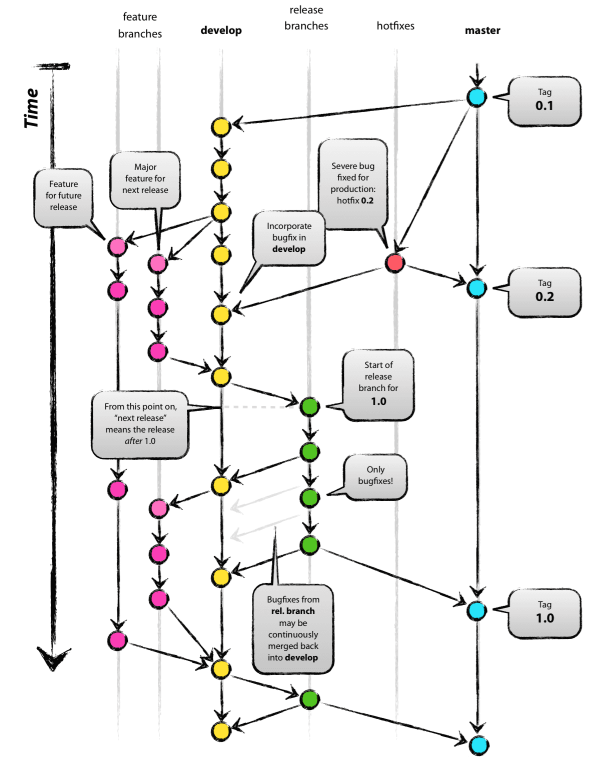 feature
branches
develop
release
branches
hotfixes
master
Time
Tag
0.1
Feature
for future
release
Major
feature for
next release
Severe bug
fixed for
production:
hotfix 0.2
Incorporate
bugfix in
develop
Tag
0.2
Start of
release
branch for
1.0
From this point on,
“next release”
means the release
after 1.0
Only
bugfixes!
Bugfixes from
rel. branch
may be
continuously
merged back
into develop
Tag
1.0